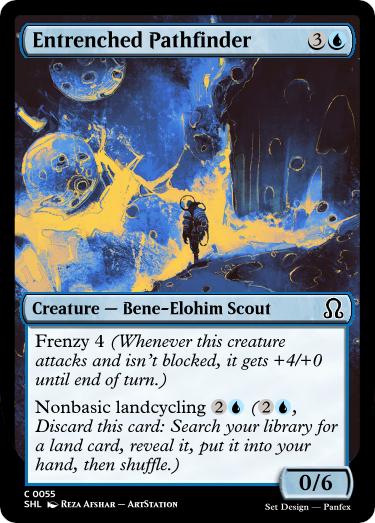 Entrenched Pathfinder 3
Creature — Bene-Elohim Scout
Frenzy 4 (Whenever this creature
attacks and isn't blocked, it gets +4/+0
until end of turn.)
Nonbasic landcycling 2 (2,
Discard this card: Search your library for
a land card, reveal it, put it into your
hand, then shuffle.)
0/6
C 0055
SHL Reza Afshar — ArtStation
Set Design — Panfex